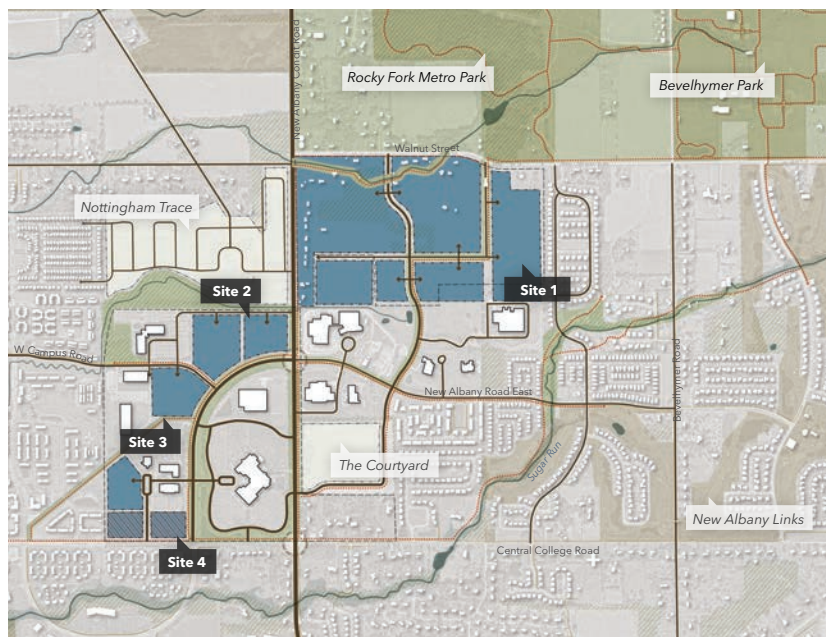 New Albany Condit Road
Rocky Fork Metro Park
Bevelhymer Park
Walnut Street
Nottingham Trace
Site 2
Site 1
W Campus Road
New Albany Road East
Bevelhymer Road
Site 3
The Courtyard
Sugar Run
New Albany Links
Site 4
Central College Road